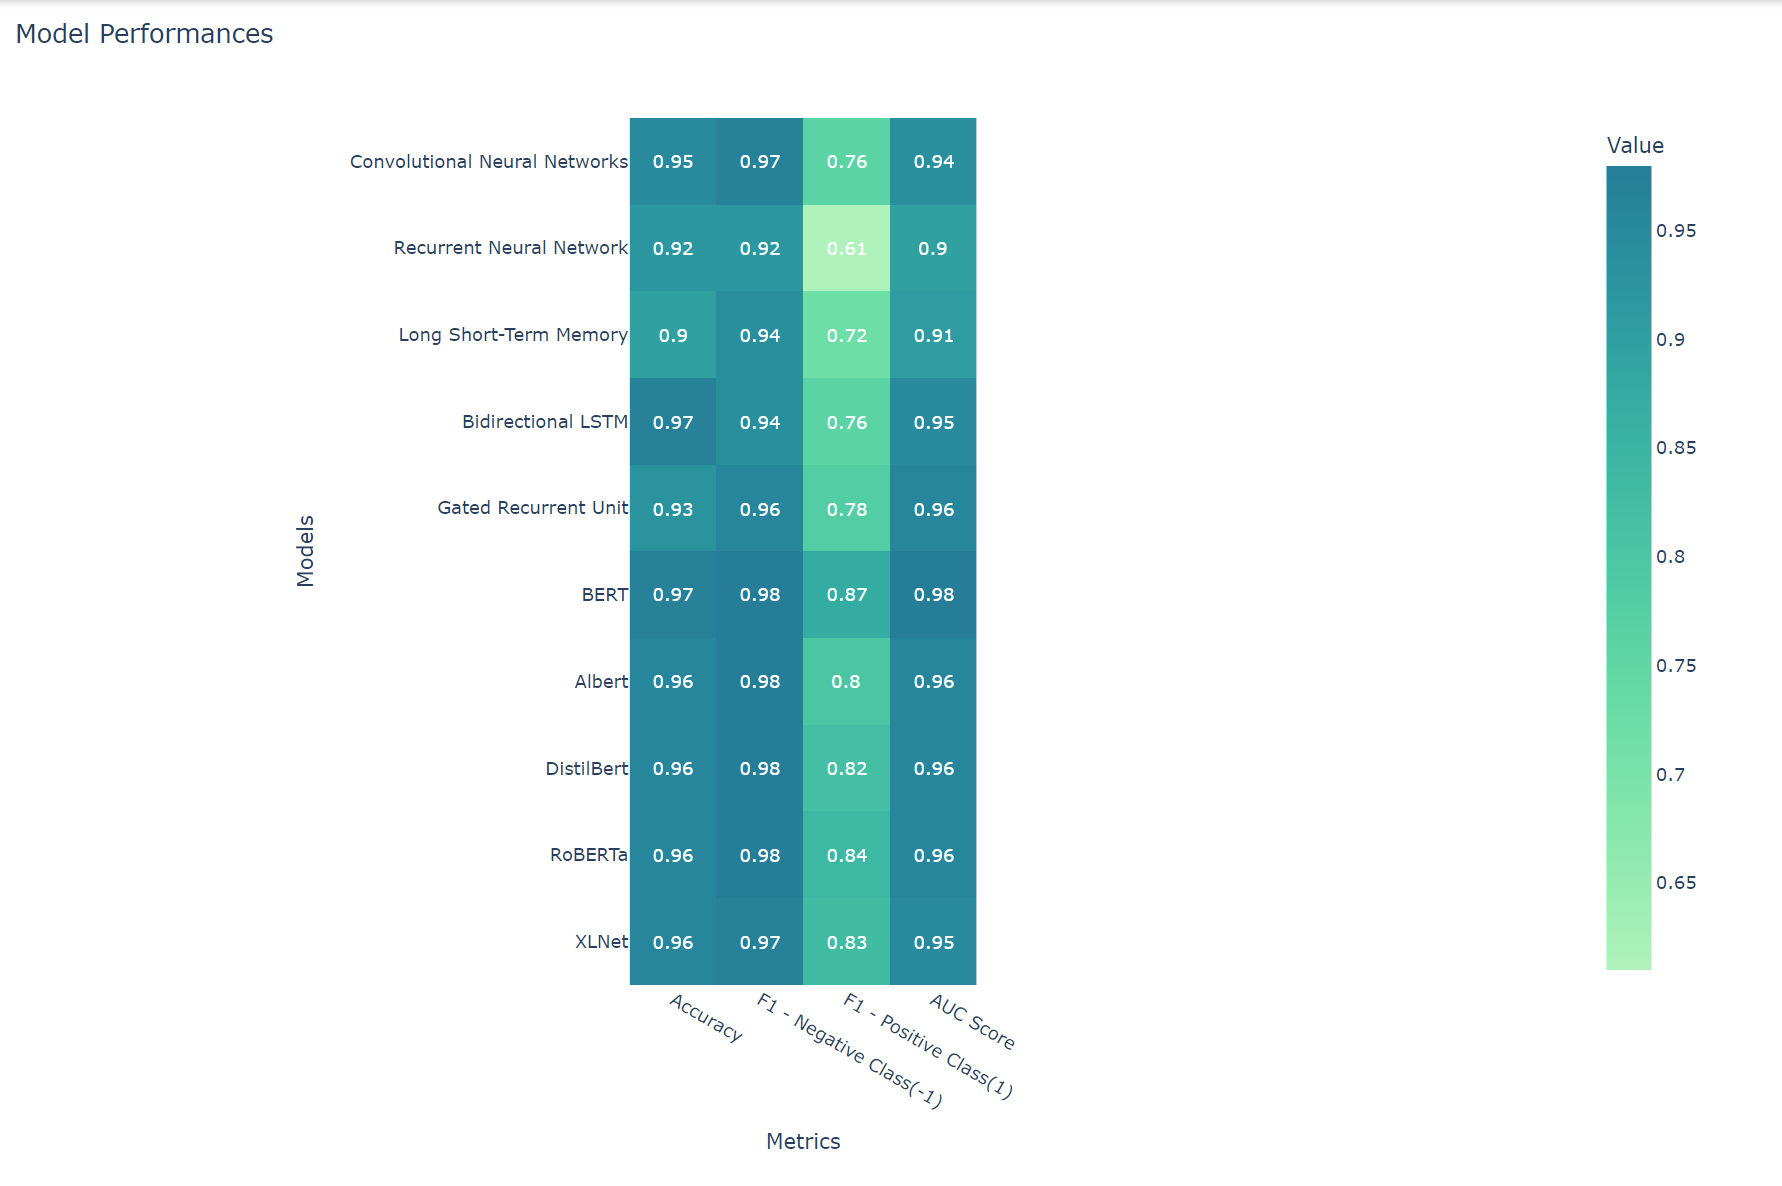 Model Performances
Value
Convolutional Neural Networks 0.95 0.97 0.76 0.94
Recurrent Neural Network 0.92 0.92 0.61 0.9
Long Short-Term Memory 0.9 0.94 0.72 0.91
Bidirectional LSTM 0.97 0.94 0.76 0.95
Gated Recurrent Unit 0.93 0.96 0.78 0.96
BERT 0.97 0.98 0.87 0.98
Albert 0.96 0.98 0.8 0.96
DistilBert 0.96 0.98 0.82 0.96
RoBERTa 0.96 0.98 0.84 0.96
XLNet 0.96 0.97 0.83 0.95
Models
Accuracy
F1 - Negative Class(-1)
F1 - Positive Class(1)
AUC Score
Metrics
0.95
0.9
0.85
0.8
0.75
0.7
0.65